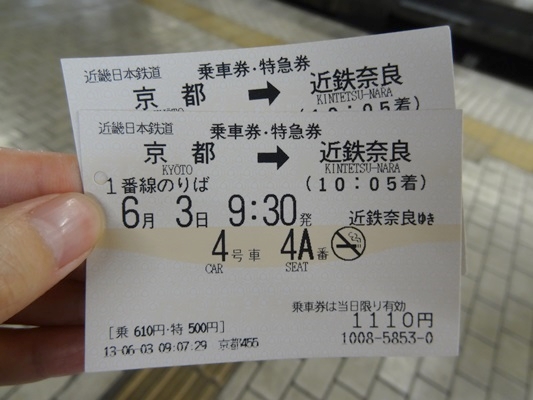 近畿日本鉄道 乗車券・特急券
京都 ➡ 近鉄奈良
KINTETSU-NARA
(10:05着)
近畿日本鉄道 乗車券・特急券
京都 ➡ 近鉄奈良
KYŌTO KINTETSU-NARA
1番線のりば (10:05着)
6月 3日 9:30発 近鉄奈良ゆき
4号車 4A番
CAR SEAT
乗車券は当日限り有効
[乗 610円・特 500円] 1110円
13-06-03 09:07:29 京都455 1008-5853-0